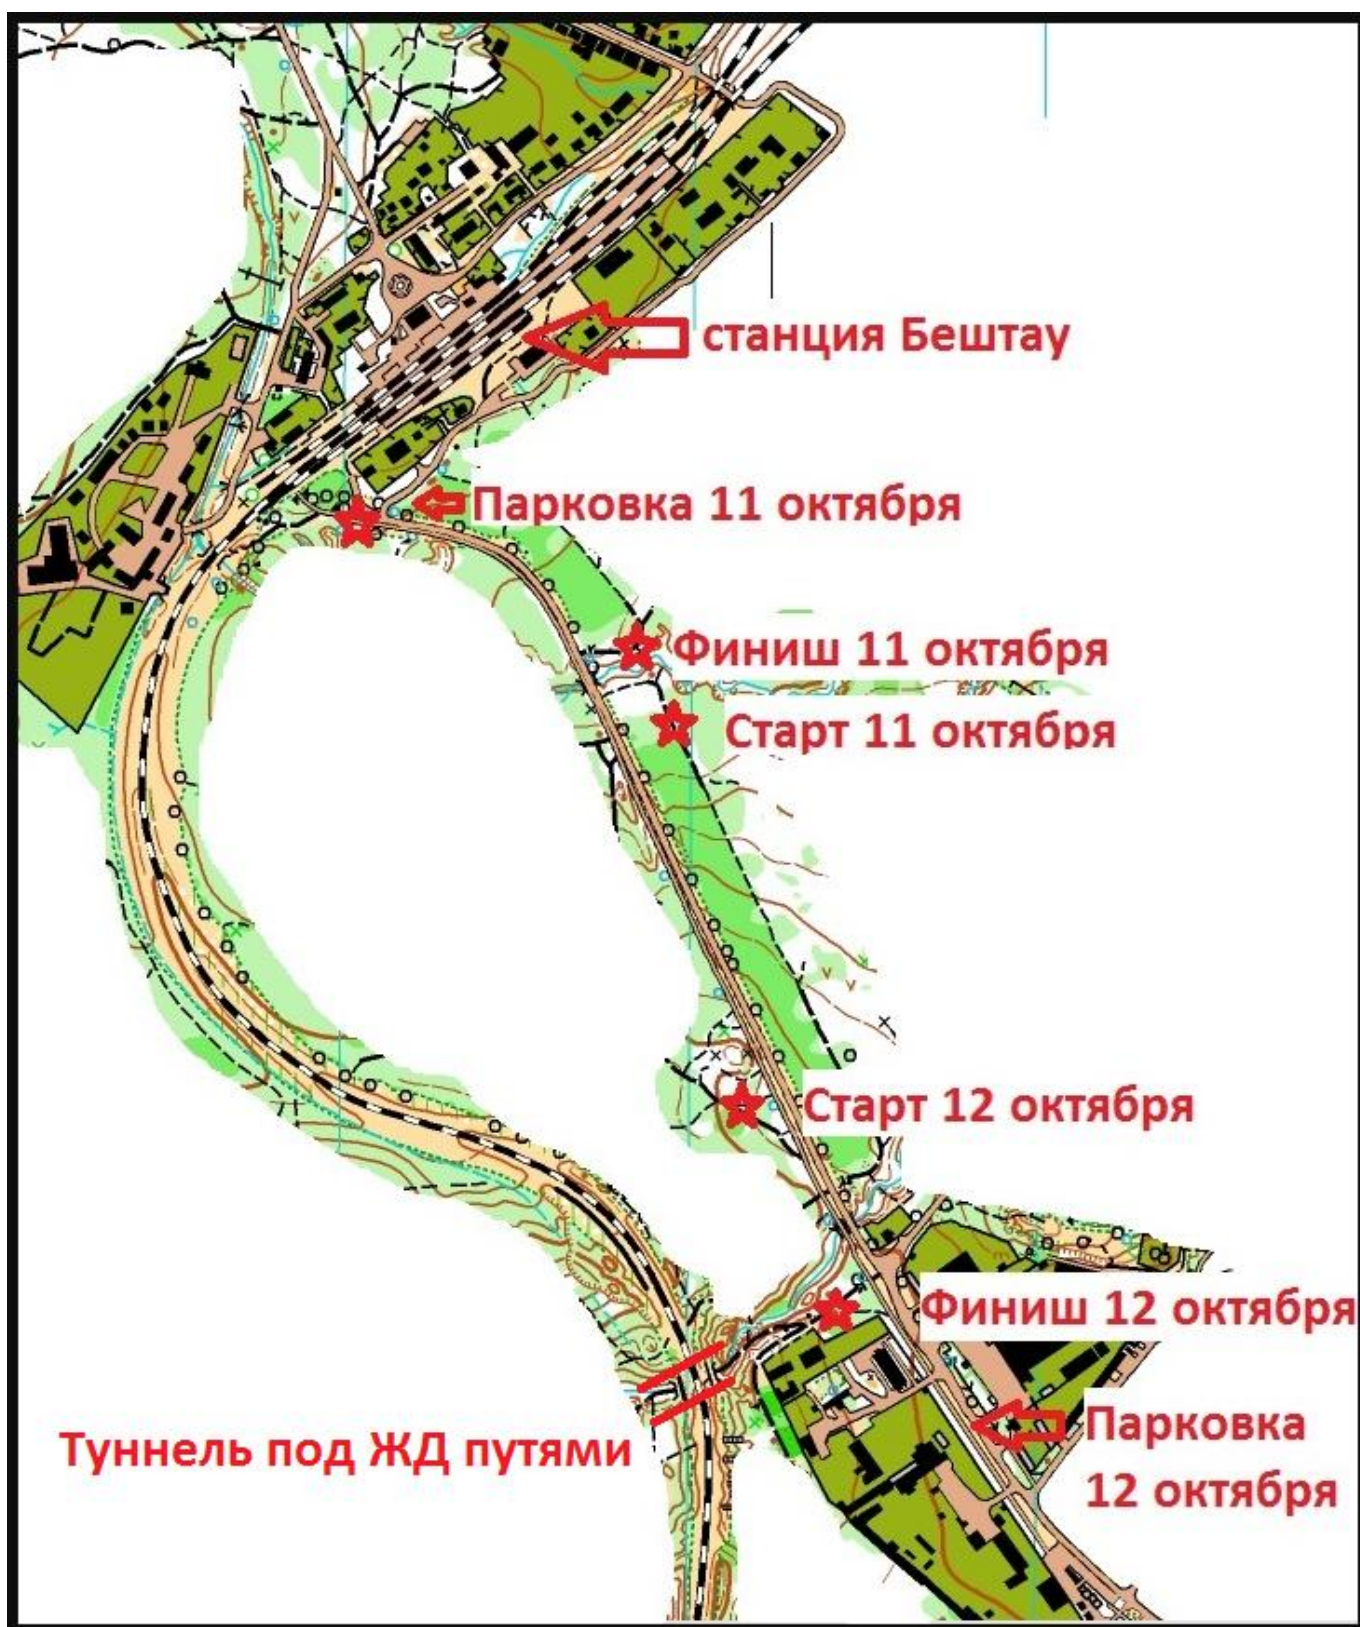 станция Бештау
Парковка 11 октября
Финиш 11 октября
Старт 11 октября
Старт 12 октября
Финиш 12 октября
Туннель под ЖД путями
Парковка
12 октября